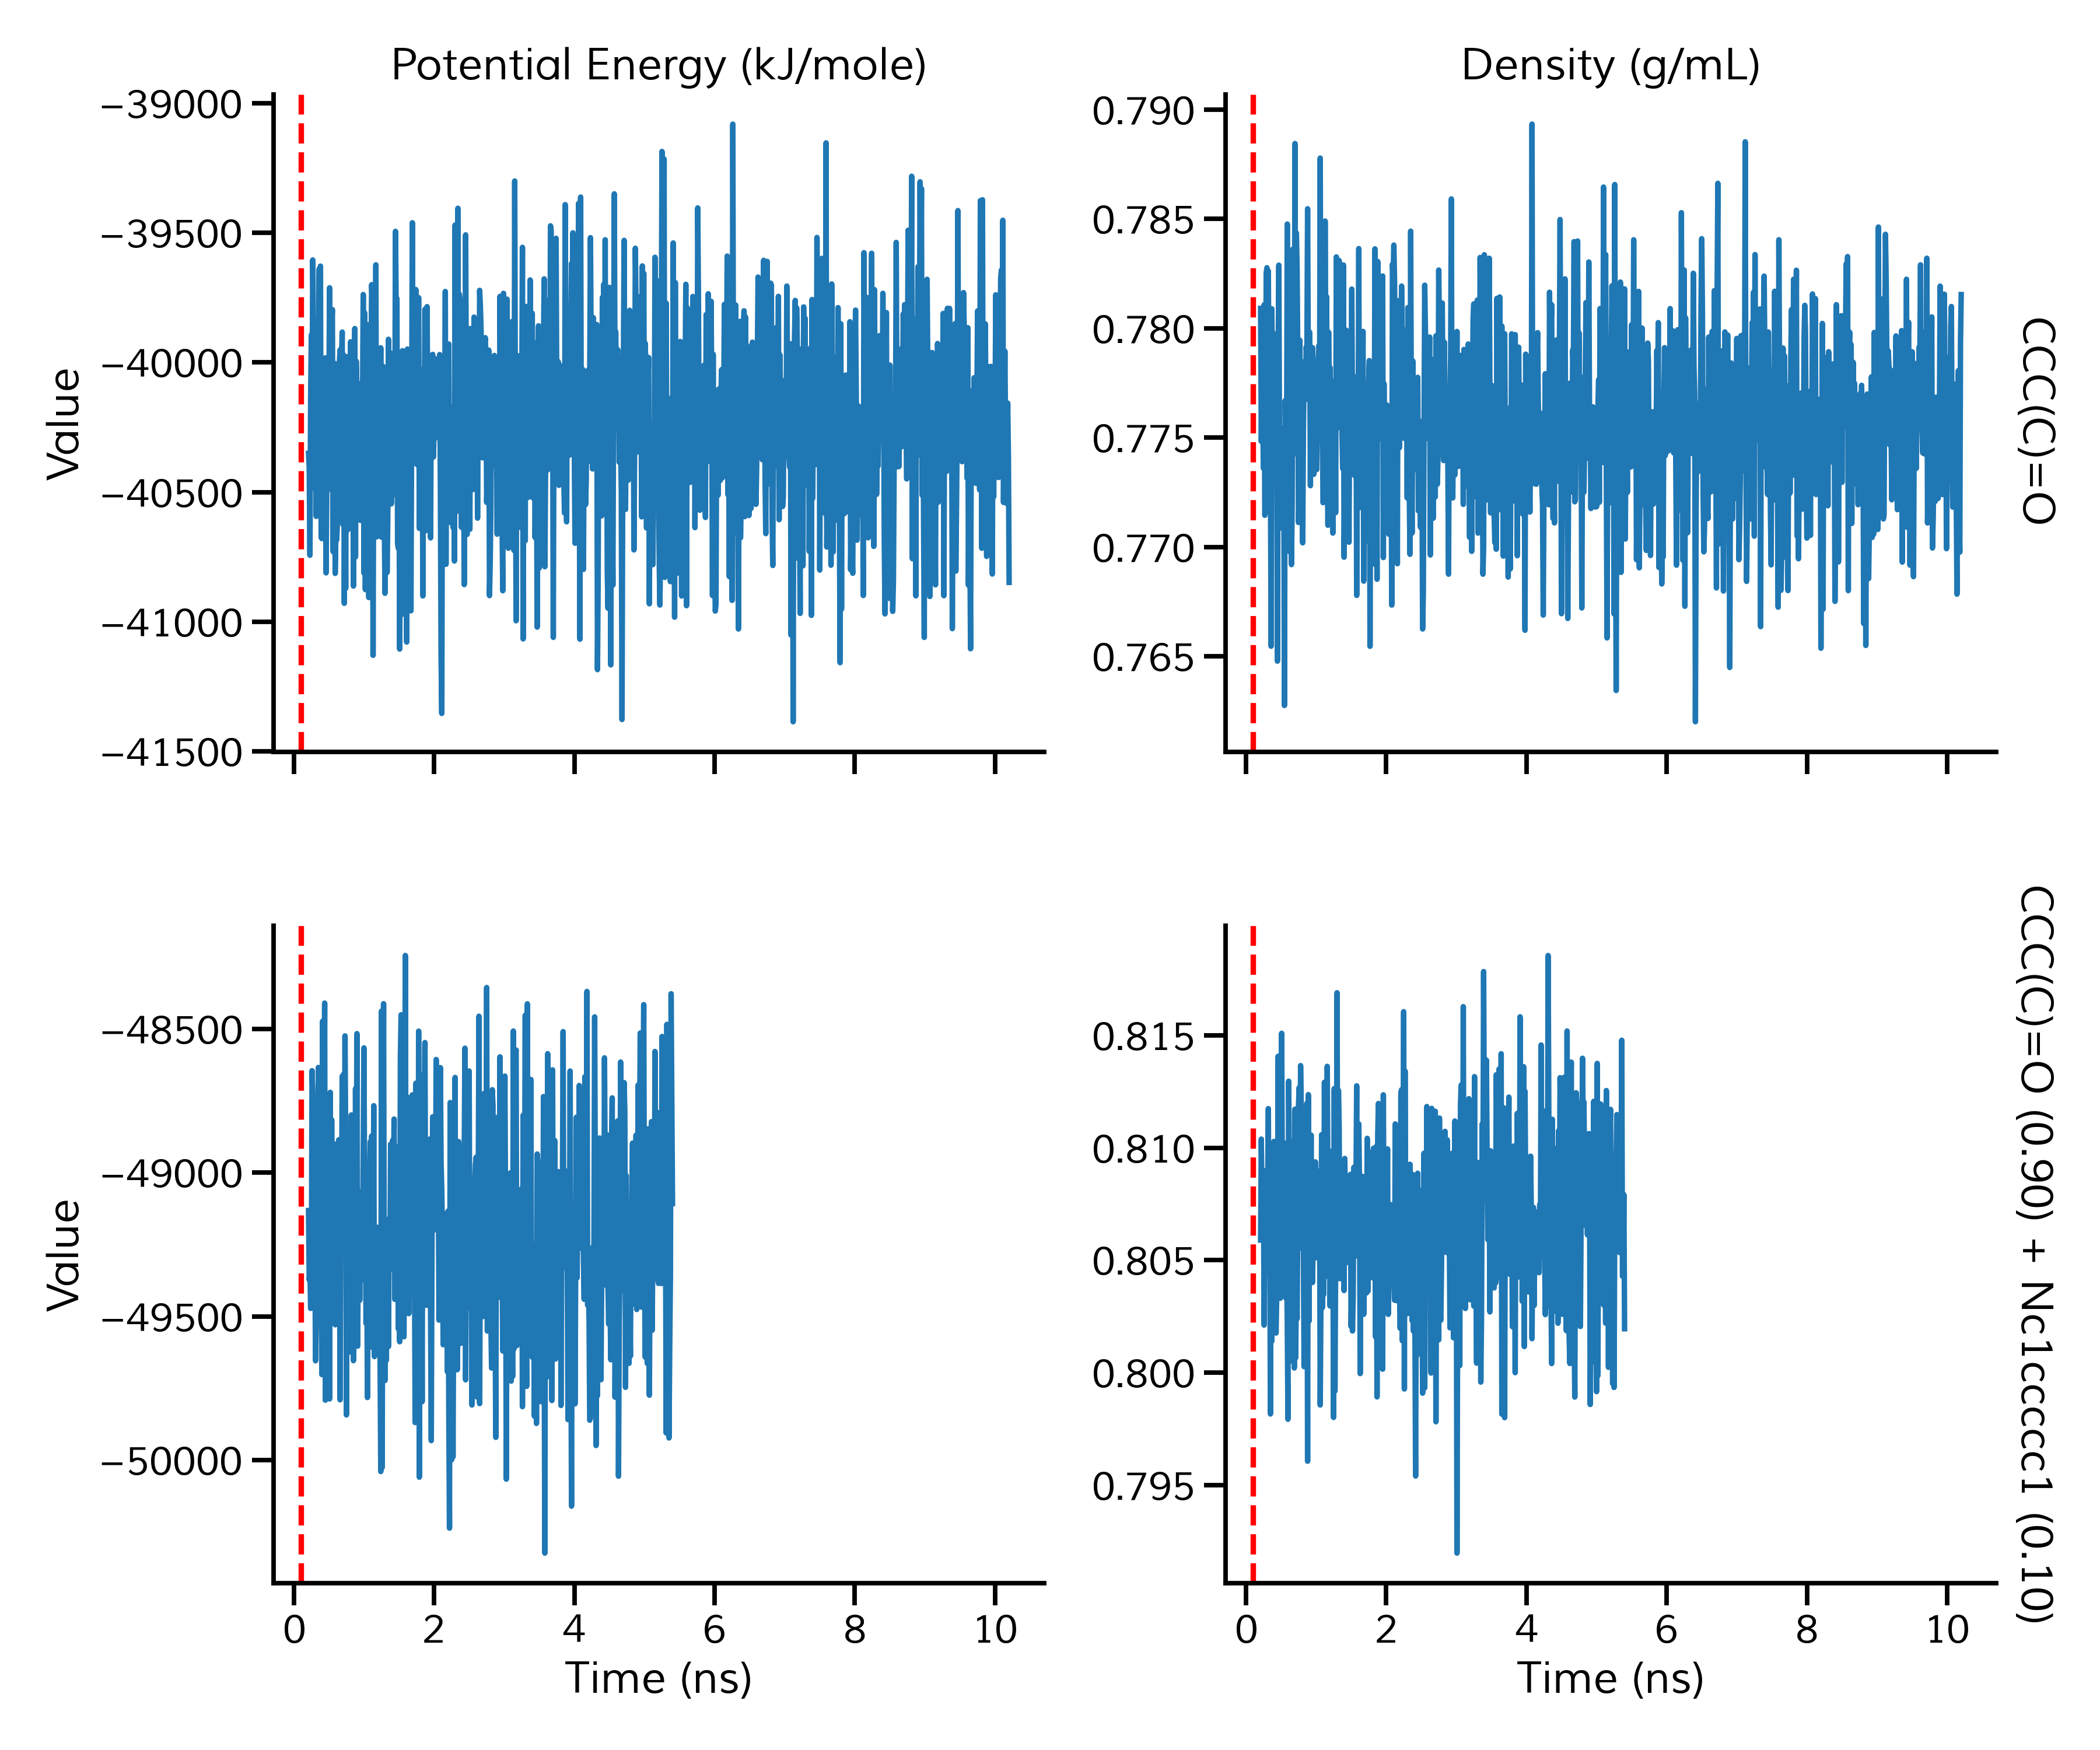 Potential Energy (kJ/mole)
Density (g/mL)
−39000
−39500
−40000
−40500
−41000
−41500
Value
0.790
0.785
0.780
0.775
0.770
0.765
CCC(C)=O
−48500
−49000
−49500
−50000
Value
0 2 4 6 8 10
Time (ns)
0.815
0.810
0.805
0.800
0.795
0 2 4 6 8 10
Time (ns)
CCC(C)=O (0.90) + Nc1ccccc1 (0.10)